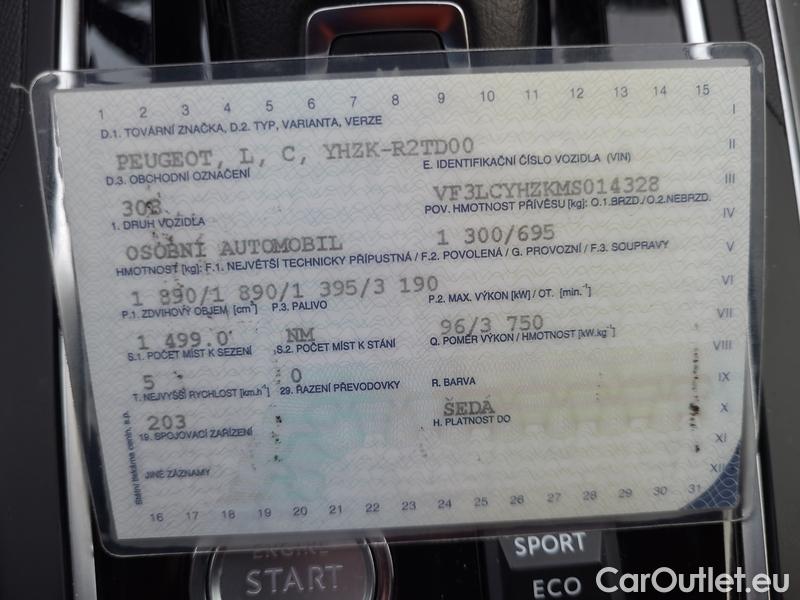 1 2 3 4 5 6 7 8 9 10 11 12 13 14 15
I
D.1. TOVÁRNÍ ZNAČKA, D.2. TYP, VARIANTA, VERZE
PEUGEOT, L, C, YHZK-R2TD00
II
D.3. OBCHODNÍ OZNAČENÍ
E. IDENTIFIKAČNÍ ČÍSLO VOZIDLA (VIN)
308
VF3LCYHZKMS014328
III
1. DRUH VOZIDLA
POV. HMOTNOST PŘÍVĚSU [kg]: O.1.BRZD./O.2.NEBRZD.
IV
OSOBNÍ AUTOMOBIL
1 300/695
HMOTNOST [kg]: F.1. NEJVĚTŠÍ TECHNICKY PŘÍPUSTNÁ / F.2. POVOLENÁ / G. PROVOZNÍ / F.3. SOUPRAVY
V
1 890/1 890/1 395/3 190
VI
P.1. ZDVIHOVÝ OBJEM [cm³]
P.3. PALIVO
P.2. MAX. VÝKON [kW] / OT. [min.⁻¹]
1 499.0
NM
96/3 750
VII
S.1. POČET MÍST K SEZENÍ
S.2. POČET MÍST K STÁNÍ
Q. POMĚR VÝKON / HMOTNOST [kW.kg⁻¹]
VIII
5
0
T. NEJVYŠŠÍ RYCHLOST [km.h⁻¹]
29. ŘAZENÍ PŘEVODOVKY
R. BARVA
IX
203
ŠEDÁ
X
19. SPOJOVACÍ ZAŘÍZENÍ
H. PLATNOST DO
XI
JINÉ ZÁZNAMY
XII
16 17 18 19 20 21 22 23 24 25 26 27 28 29 30 31
Státní tiskárna cenin, s.p.
ENGINE
START
SPORT
ECO
CarOutlet.eu